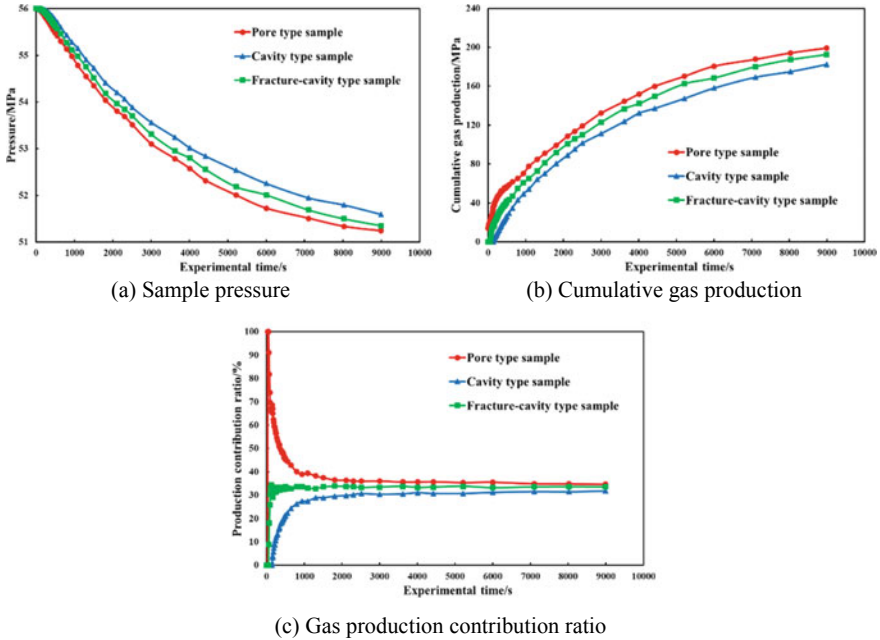 56
55
54
53
52
51
Pressure/MPa
Pore type sample
Cavity type sample
Fracture-cavity type sample
0 1000 2000 3000 4000 5000 6000 7000 8000 9000 10000
Experimental time/s
(a) Sample pressure
240
200
160
120
80
40
0
Cumulative gas production/MPa
Pore type sample
Cavity type sample
Fracture-cavity type sample
0 1000 2000 3000 4000 5000 6000 7000 8000 9000 10000
Experimental time/s
(b) Cumulative gas production
100
90
80
70
60
50
40
30
20
10
0
Production contribution ratio/%
Pore type sample
Cavity type sample
Fracture-cavity type sample
0 1000 2000 3000 4000 5000 6000 7000 8000 9000 10000
Experimental time/s
(c) Gas production contribution ratio